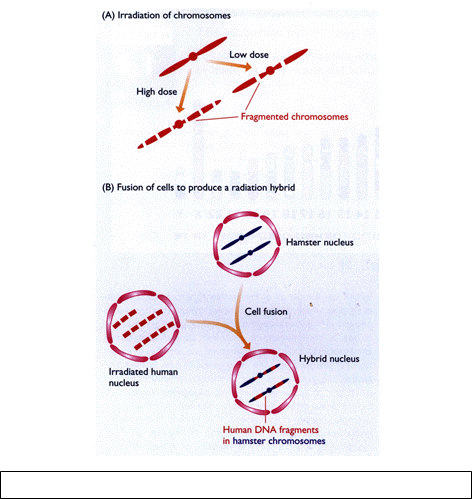 (A) Irradiation of chromosomes
Low dose
High dose
Fragmented chromosomes
(B) Fusion of cells to produce a radiation hybrid
Hamster nucleus
Cell fusion
Irradiated human
nucleus
Hybrid nucleus
Human DNA fragments
in hamster chromosomes